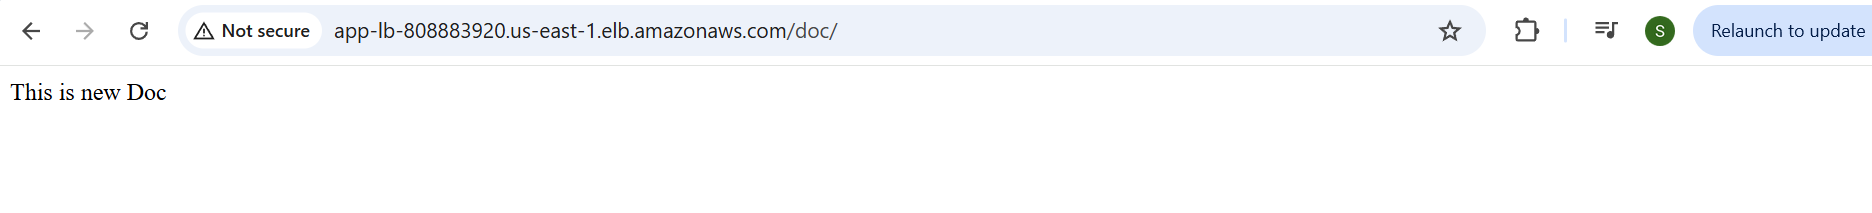 Not secure app-lb-808883920.us-east-1.elb.amazonaws.com/doc/ S Relaunch to update
This is new Doc